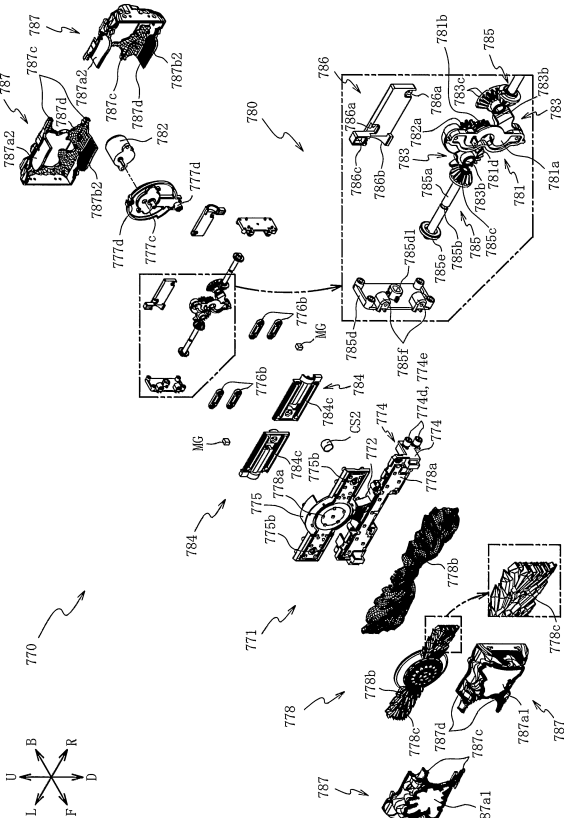 787
787c
787d
787a2
787
787c
787d
787b2
787a2
782
787b2
777d
777c
777d
780
786
781b
785
786a
786a
783c
782a
783
783b
783
786c
786b
785a
781d
783b
781
781a
785
785c
785b
785e
785d1
785d
785f
776b
MG
776b
784
774
774d, 774e
784c
CS2
772
774
MG
784c
778a
775b
778a
775
775b
784
778b
771
770
778
778b
778c
778c
787d
787c
787a1
787
787
787a1
U
B
R
D
F
L